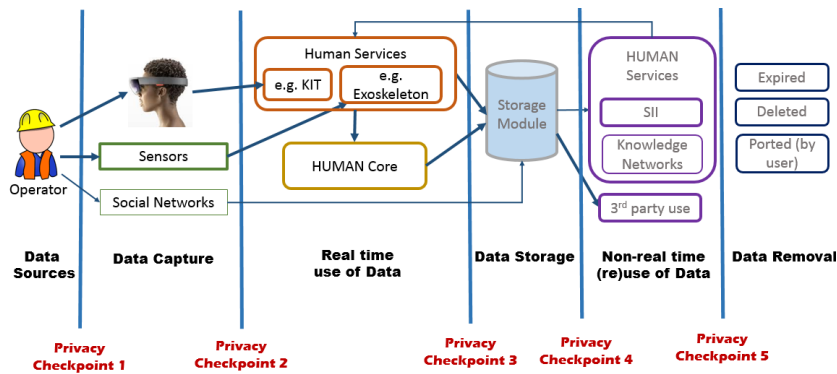 Human Services
e.g. KIT
e.g.
Exoskeleton
HUMAN Core
Sensors
Social Networks
Operator
Storage
Module
HUMAN
Services
SII
Knowledge
Networks
3rd party use
Expired
Deleted
Ported (by
user)
Data
Sources
Data Capture
Real time
use of Data
Data Storage
Non-real time
(re)use of Data
Data Removal
Privacy
Checkpoint 1
Privacy
Checkpoint 2
Privacy
Checkpoint 3
Privacy
Checkpoint 4
Privacy
Checkpoint 5